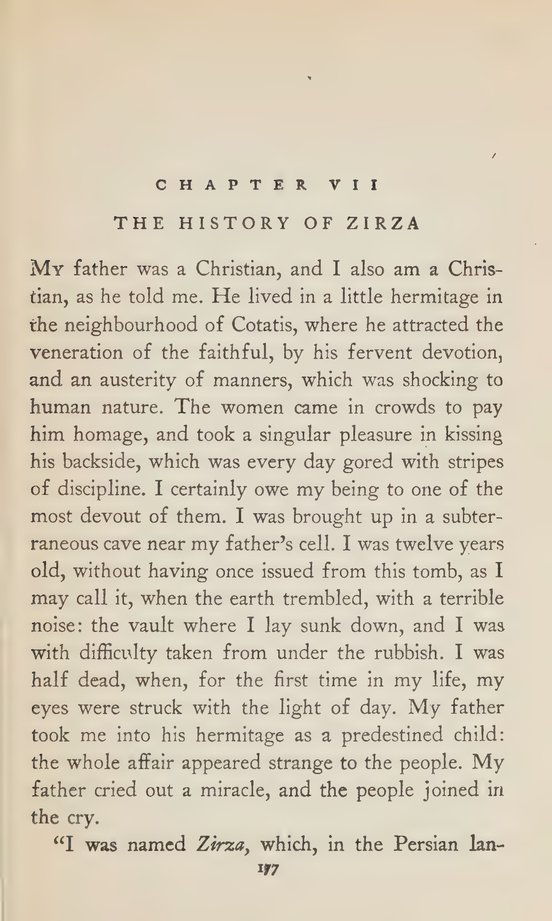 CHAPTER VII
THE HISTORY OF ZIRZA
MY father was a Christian, and I also am a Chris-
tian, as he told me. He lived in a little hermitage in
the neighbourhood of Cotatis, where he attracted the
veneration of the faithful, by his fervent devotion,
and an austerity of manners, which was shocking to
human nature. The women came in crowds to pay
him homage, and took a singular pleasure in kissing
his backside, which was every day gored with stripes
of discipline. I certainly owe my being to one of the
most devout of them. I was brought up in a subter-
raneous cave near my father's cell. I was twelve years
old, without having once issued from this tomb, as I
may call it, when the earth trembled, with a terrible
noise: the vault where I lay sunk down, and I was
with difficulty taken from under the rubbish. I was
half dead, when, for the first time in my life, my
eyes were struck with the light of day. My father
took me into his hermitage as a predestined child:
the whole affair appeared strange to the people. My
father cried out a miracle, and the people joined in
the cry.
"I was named Zirza, which, in the Persian lan-
177